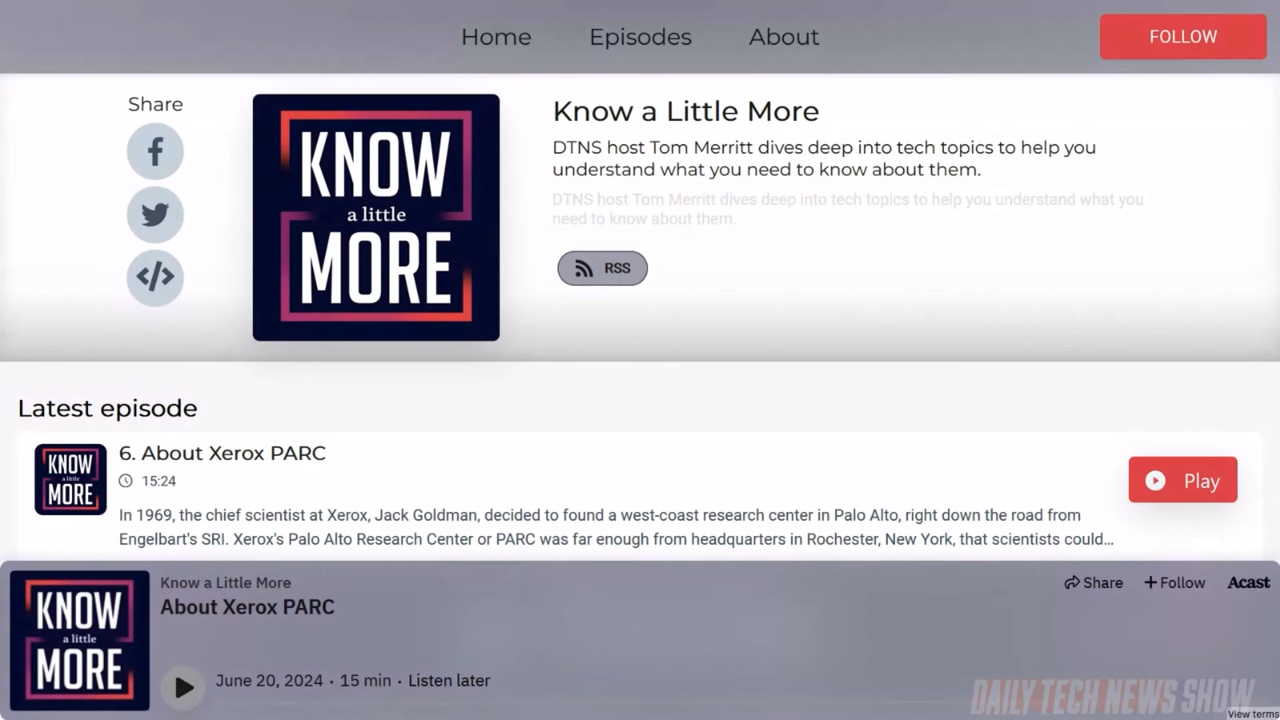 Home Episodes About FOLLOW
Share
KNOW
a little
MORE
Know a Little More
DTNS host Tom Merritt dives deep into tech topics to help you
understand what you need to know about them.
DTNS host Tom Merritt dives deep into tech topics to help you understand what you
need to know about them.
RSS
Latest episode
KNOW
a little
MORE
6. About Xerox PARC
15:24
In 1969, the chief scientist at Xerox, Jack Goldman, decided to found a west-coast research center in Palo Alto, right down the road from
Engelbart's SRI. Xerox's Palo Alto Research Center or PARC was far enough from headquarters in Rochester, New York, that scientists could...
Play
KNOW
a little
MORE
Know a Little More
About Xerox PARC
Share +Follow Acast
June 20, 2024 · 15 min · Listen later
DAILY TECH NEWS SHOW
View terms